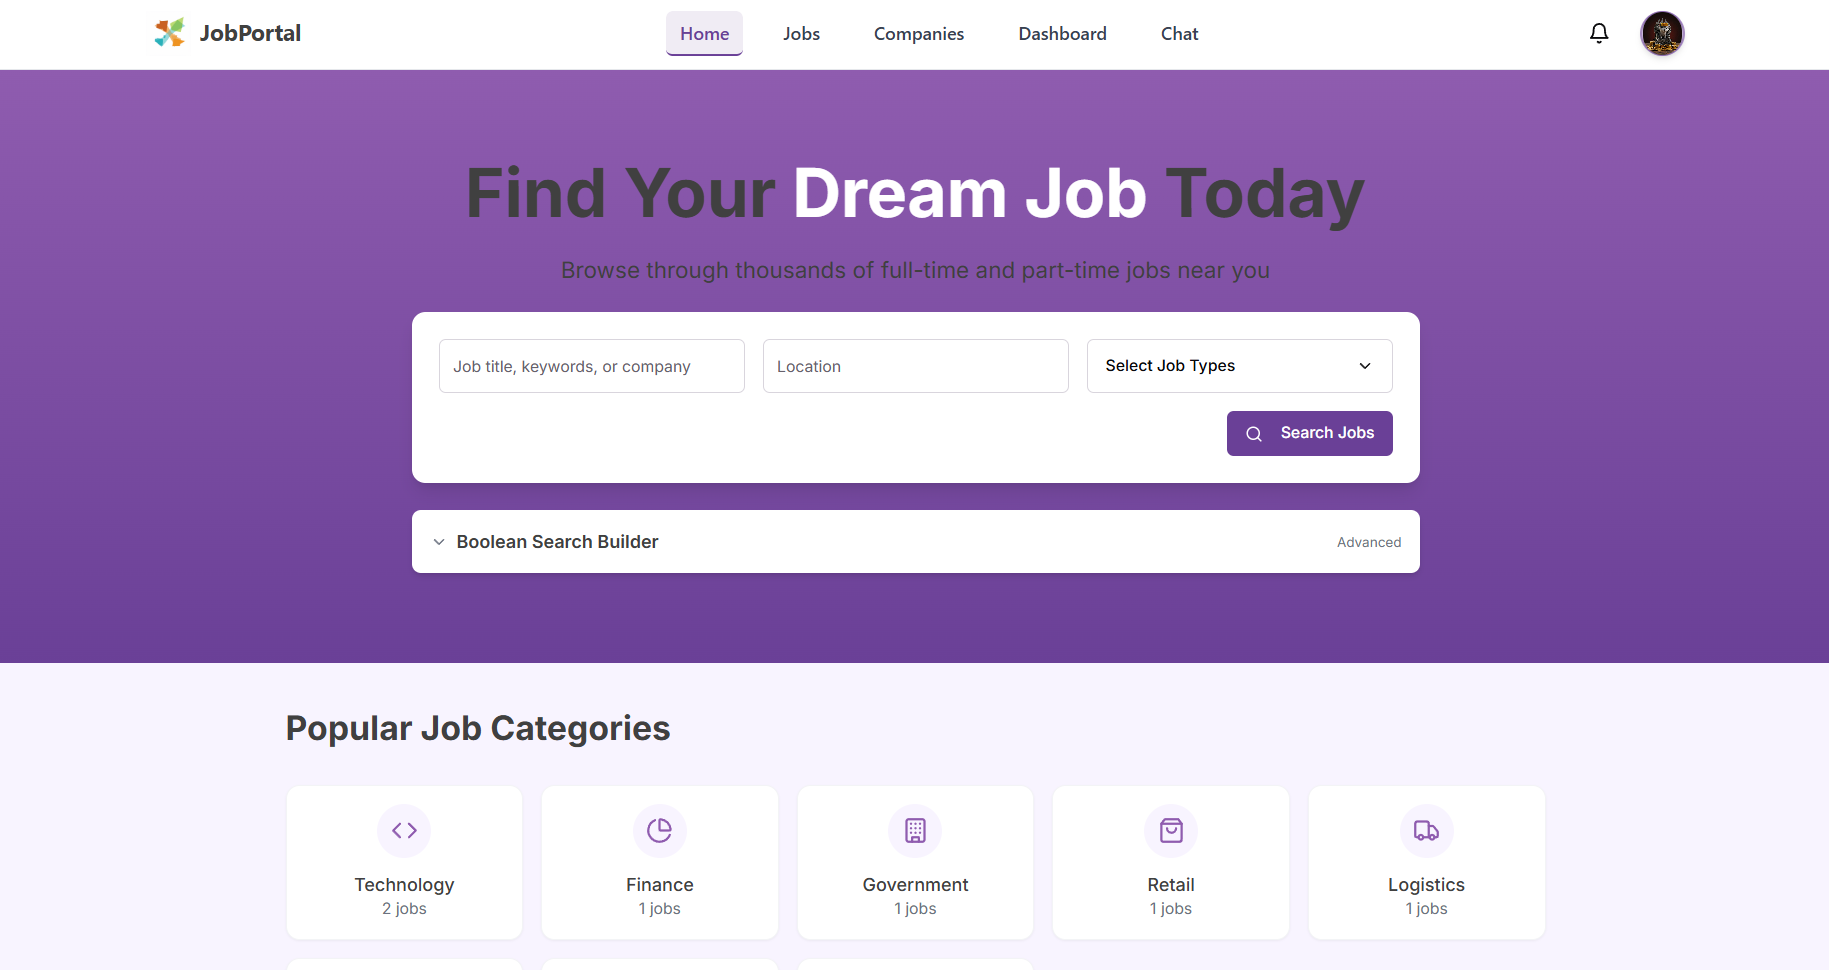 JobPortal
Home
Jobs
Companies
Dashboard
Chat
Find Your Dream Job Today
Browse through thousands of full-time and part-time jobs near you
Job title, keywords, or company
Location
Select Job Types
Search Jobs
Boolean Search Builder
Advanced
Popular Job Categories
Technology
2 jobs
Finance
1 jobs
Government
1 jobs
Retail
1 jobs
Logistics
1 jobs